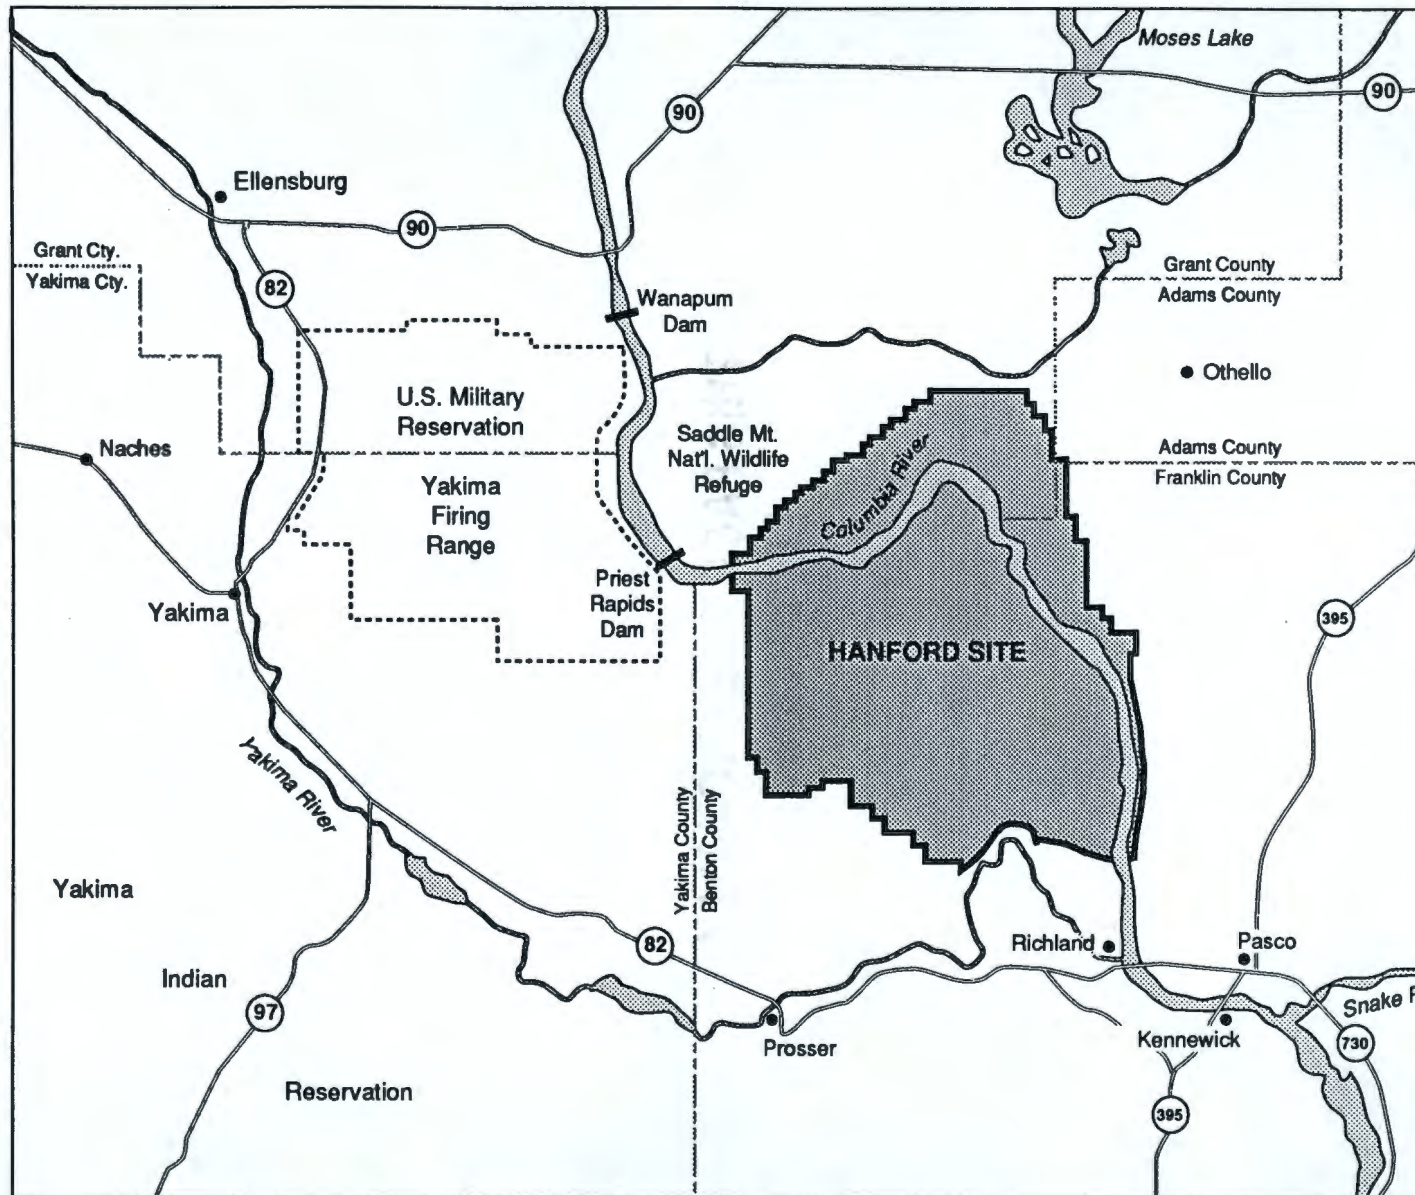 Moses Lake
90
90
Ellensburg
90
Grant Cty.
Yakima Cty.
82
Grant County
Adams County
Wanapum
Dam
Othello
U.S. Military
Reservation
Saddle Mt.
Nat'l. Wildlife
Refuge
Naches
Adams County
Franklin County
Yakima
Firing
Range
Columbia River
Priest
Rapids
Dam
Yakima
395
HANFORD SITE
Yakima River
Yakima County
Benton County
Yakima
82
Richland
Pasco
Indian
97
Snake R
Prosser
Kennewick
730
Reservation
395